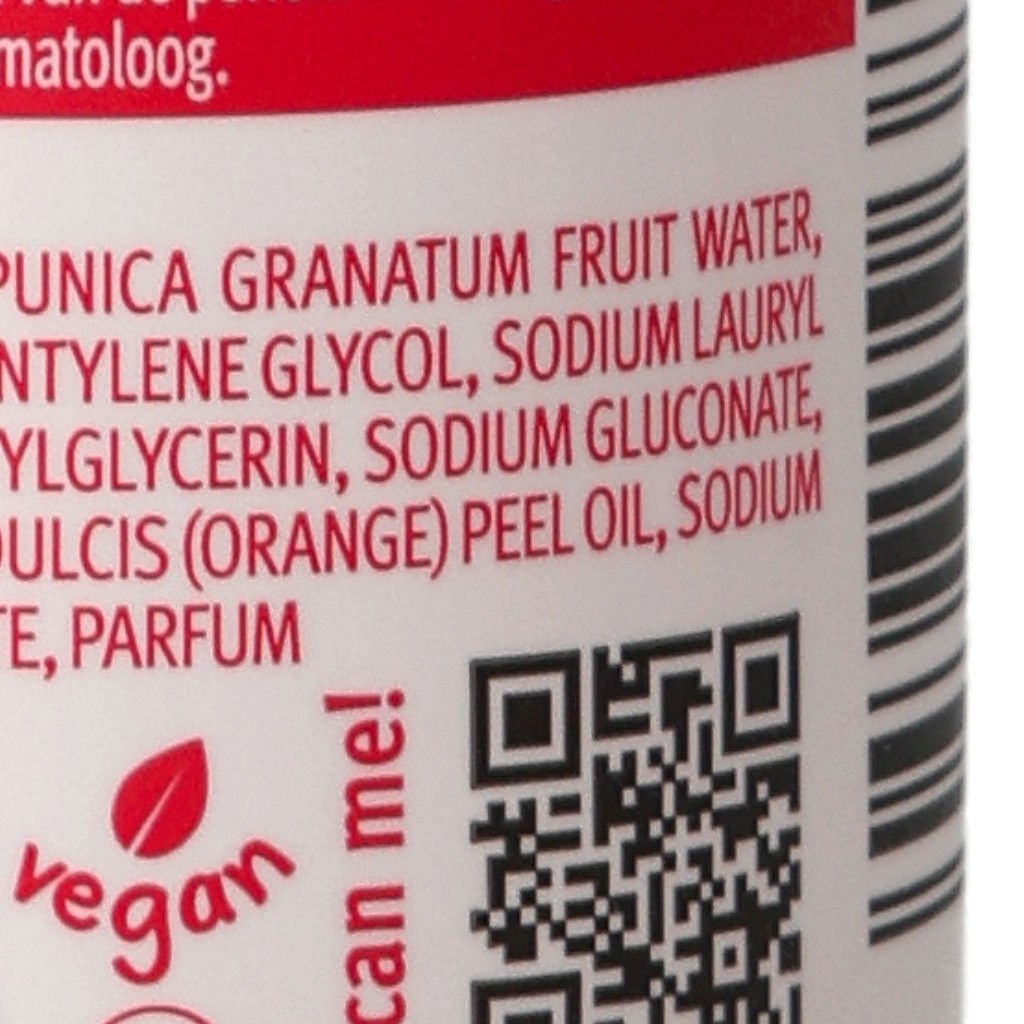 matoloog.
PUNICA GRANATUM FRUIT WATER,
NTYLENE GLYCOL, SODIUM LAURYL
YLGLYCERIN, SODIUM GLUCONATE,
DULCIS (ORANGE) PEEL OIL, SODIUM
TE, PARFUM
vegan
can me!